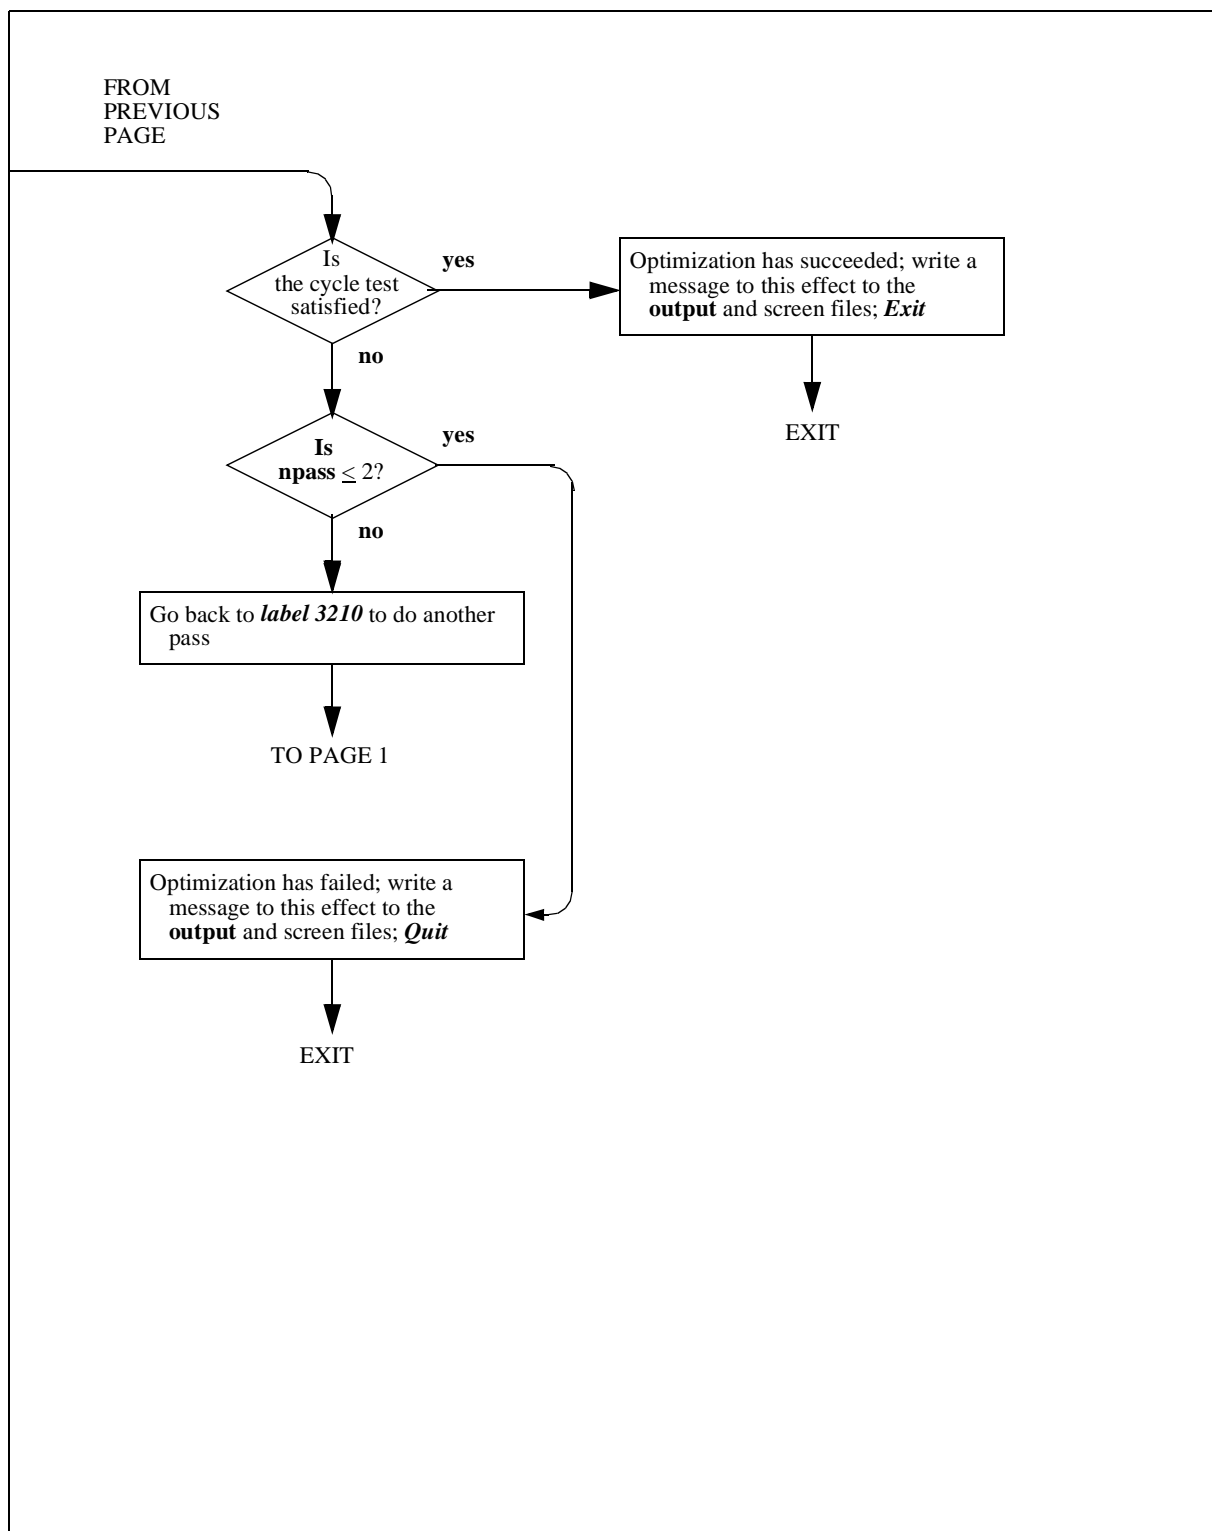 FROM
PREVIOUS
PAGE
Is
the cycle test
satisfied?
yes
Optimization has succeeded; write a
message to this effect to the
output and screen files; Exit
no
EXIT
Is
npass ≤ 2?
yes
no
Go back to label 3210 to do another
pass
TO PAGE 1
Optimization has failed; write a
message to this effect to the
output and screen files; Quit
EXIT